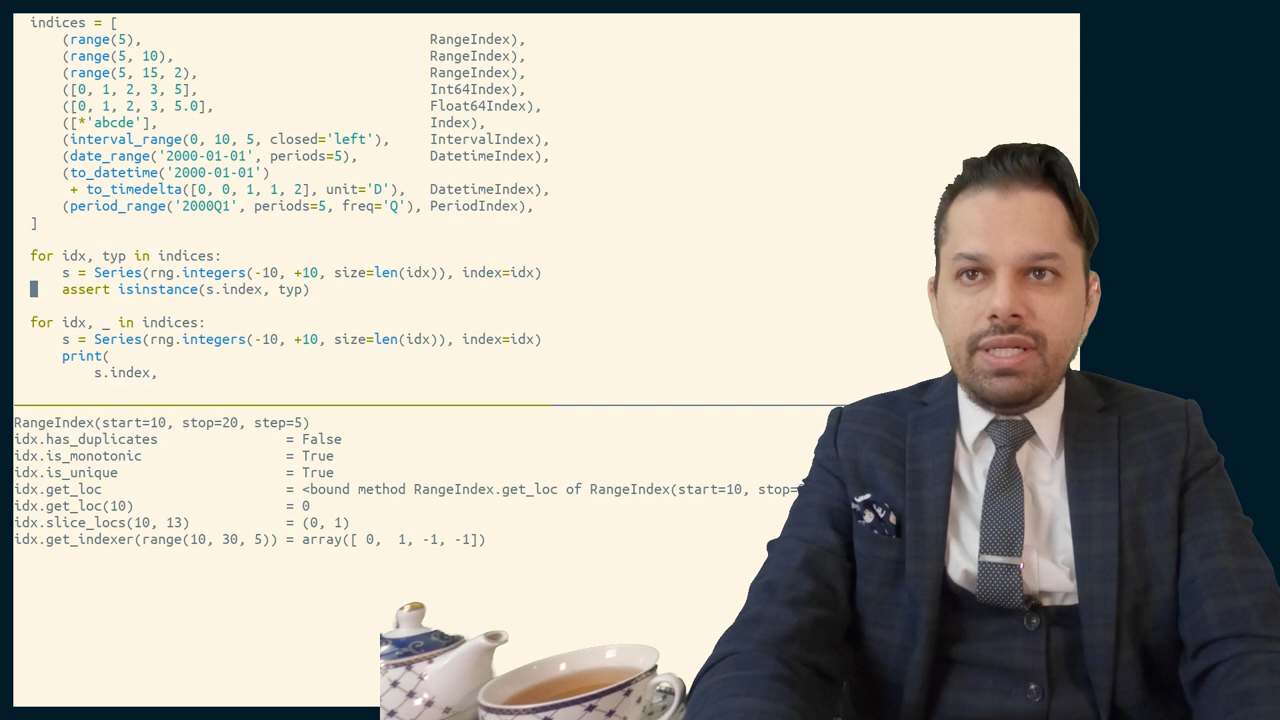 indices = [
    (range(5),                                    RangeIndex),
    (range(5, 10),                                RangeIndex),
    (range(5, 15, 2),                             RangeIndex),
    ([0, 1, 2, 3, 5],                             Int64Index),
    ([0, 1, 2, 3, 5.0],                           Float64Index),
    ([*'abcde'],                                  Index),
    (interval_range(0, 10, 5, closed='left'),     IntervalIndex),
    (date_range('2000-01-01', periods=5),         DatetimeIndex),
    (to_datetime('2000-01-01')
     + to_timedelta([0, 0, 1, 1, 2], unit='D'),   DatetimeIndex),
    (period_range('2000Q1', periods=5, freq='Q'), PeriodIndex),
]
for idx, typ in indices:
    s = Series(rng.integers(-10, +10, size=len(idx)), index=idx)
    assert isinstance(s.index, typ)
for idx, _ in indices:
    s = Series(rng.integers(-10, +10, size=len(idx)), index=idx)
    print(
        s.index,
RangeIndex(start=10, stop=20, step=5)
idx.has_duplicates                = False
idx.is_monotonic                  = True
idx.is_unique                     = True
idx.get_loc                       = <bound method RangeIndex.get_loc of RangeIndex(start=10, stop=
idx.get_loc(10)                   = 0
idx.slice_locs(10, 13)            = (0, 1)
idx.get_indexer(range(10, 30, 5)) = array([ 0,  1, -1, -1])